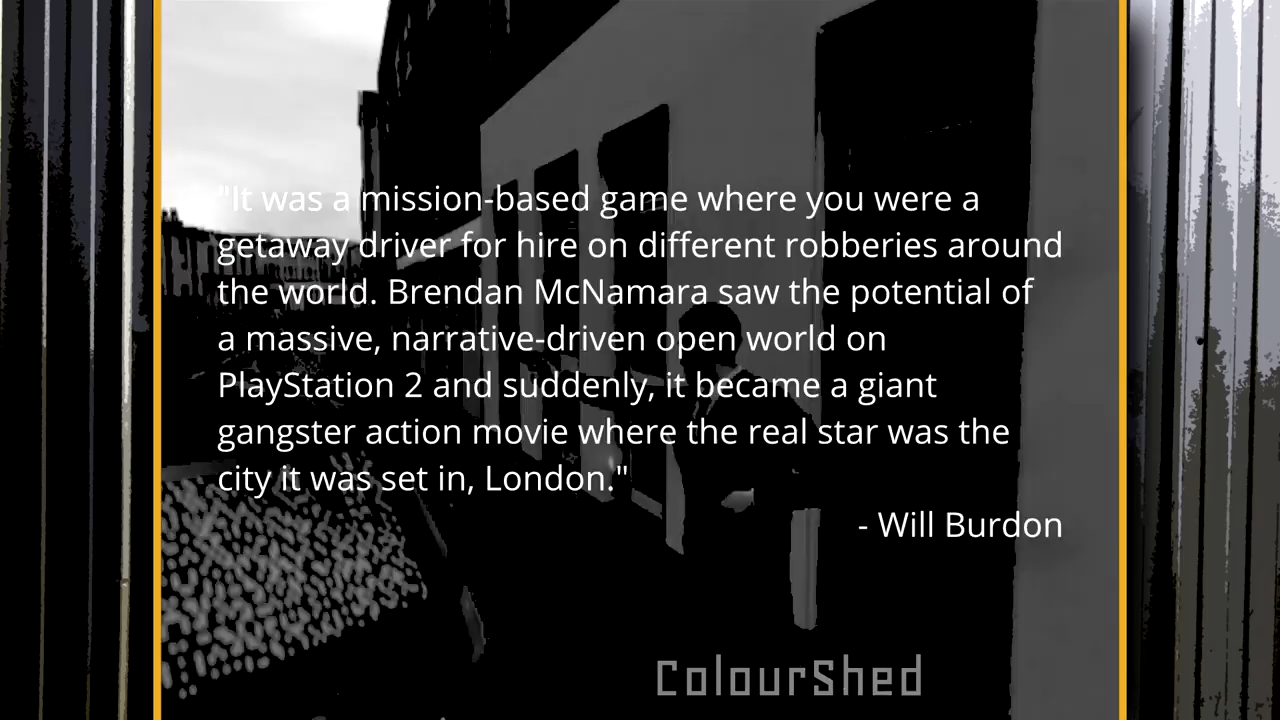 "It was a mission-based game where you were a
getaway driver for hire on different robberies around
the world. Brendan McNamara saw the potential of
a massive, narrative-driven open world on
PlayStation 2 and suddenly, it became a giant
gangster action movie where the real star was the
city it was set in, London."
- Will Burdon
ColourShed